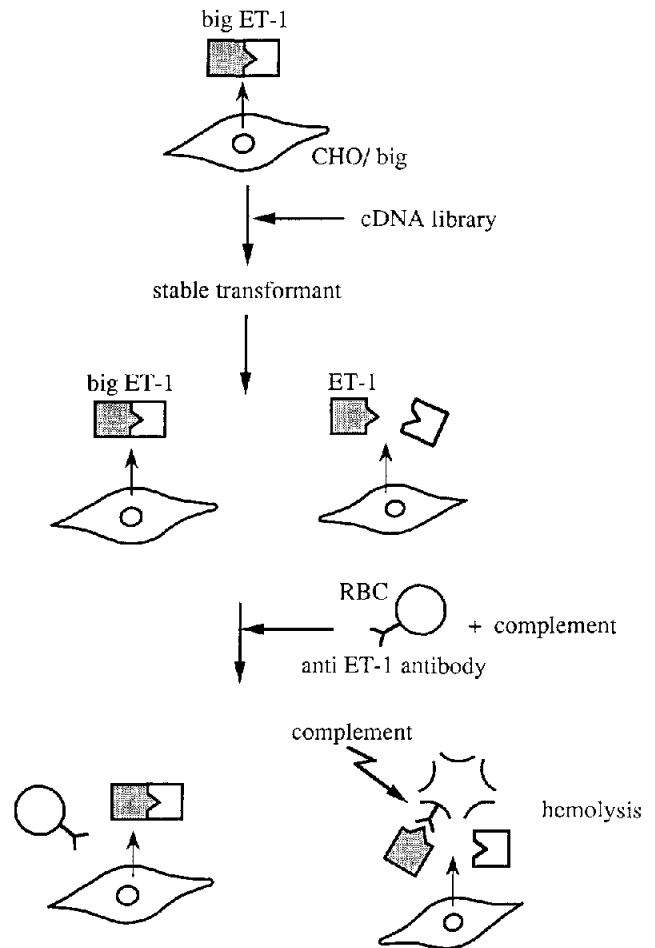 big ET-1
CHO/ big
cDNA library
stable transformant
big ET-1
ET-1
RBC
+ complement
anti ET-1 antibody
complement
hemolysis